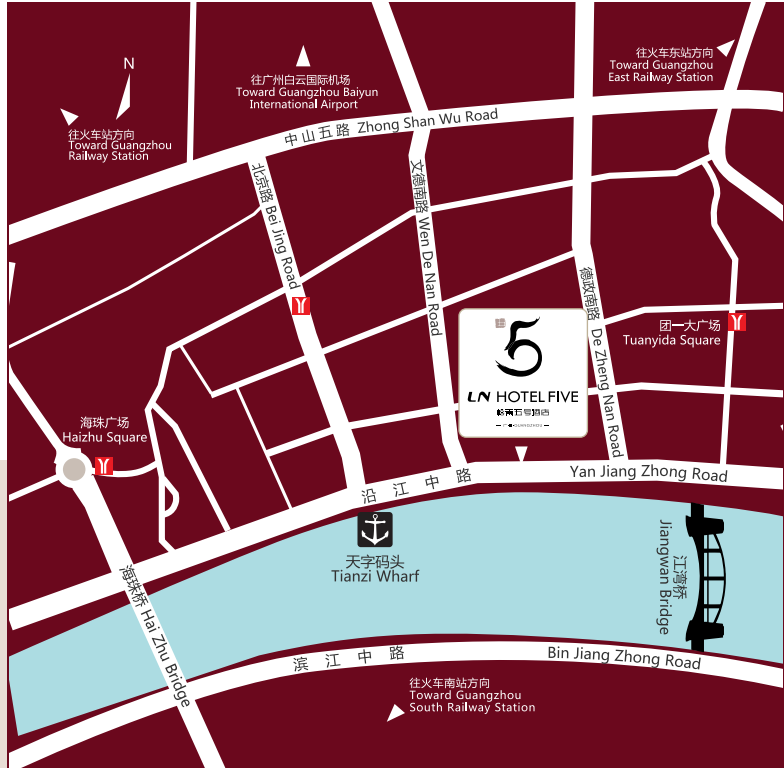 N
往火车站方向
Toward Guangzhou
Railway Station
往广州白云国际机场
Toward Guangzhou Baiyun
International Airport
往火车东站方向
Toward Guangzhou
East Railway Station
中山五路 Zhong Shan Wu Road
北京路 Bei Jing Road
文德南路 Wen De Nan Road
德政南路 De Zheng Nan Road
5
LN HOTEL FIVE
岭南五号酒店
广州·GUANGZHOU
团一大广场
Tuanyida Square
海珠广场
Haizhu Square
沿江中路
Yan Jiang Zhong Road
天字码头
Tianzi Wharf
江湾桥
Jiangwan Bridge
海珠桥 Hai Zhu Bridge
滨江中路
Bin Jiang Zhong Road
往火车南站方向
Toward Guangzhou
South Railway Station